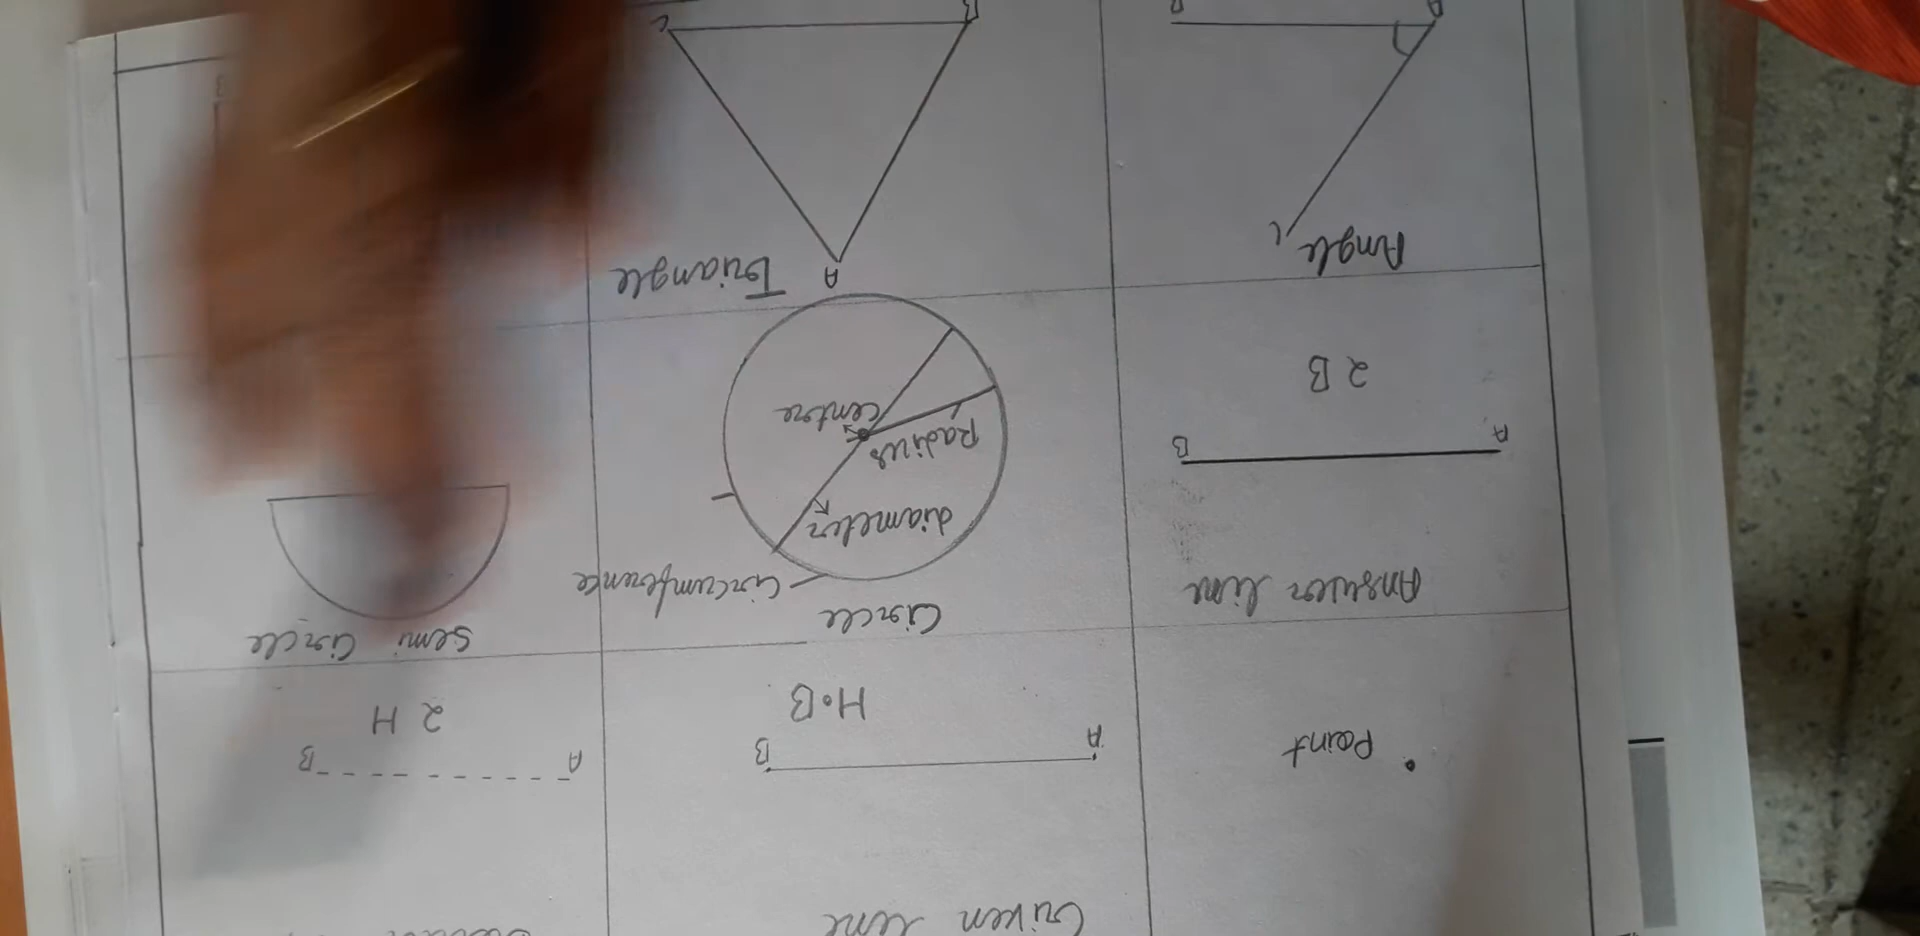 Given line
Point
A B
H.B
A B
2 H
Answer line
A B
2 B
Circle
Circumference
diameter
Radius
centre
Semi Circle
Angle
C
A B
Triangle
A
B C